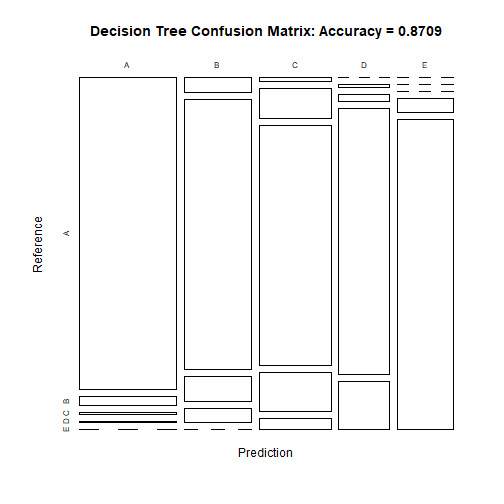 Decision Tree Confusion Matrix: Accuracy = 0.8709
A B C D E
Reference
A
B
C
D
E
Prediction